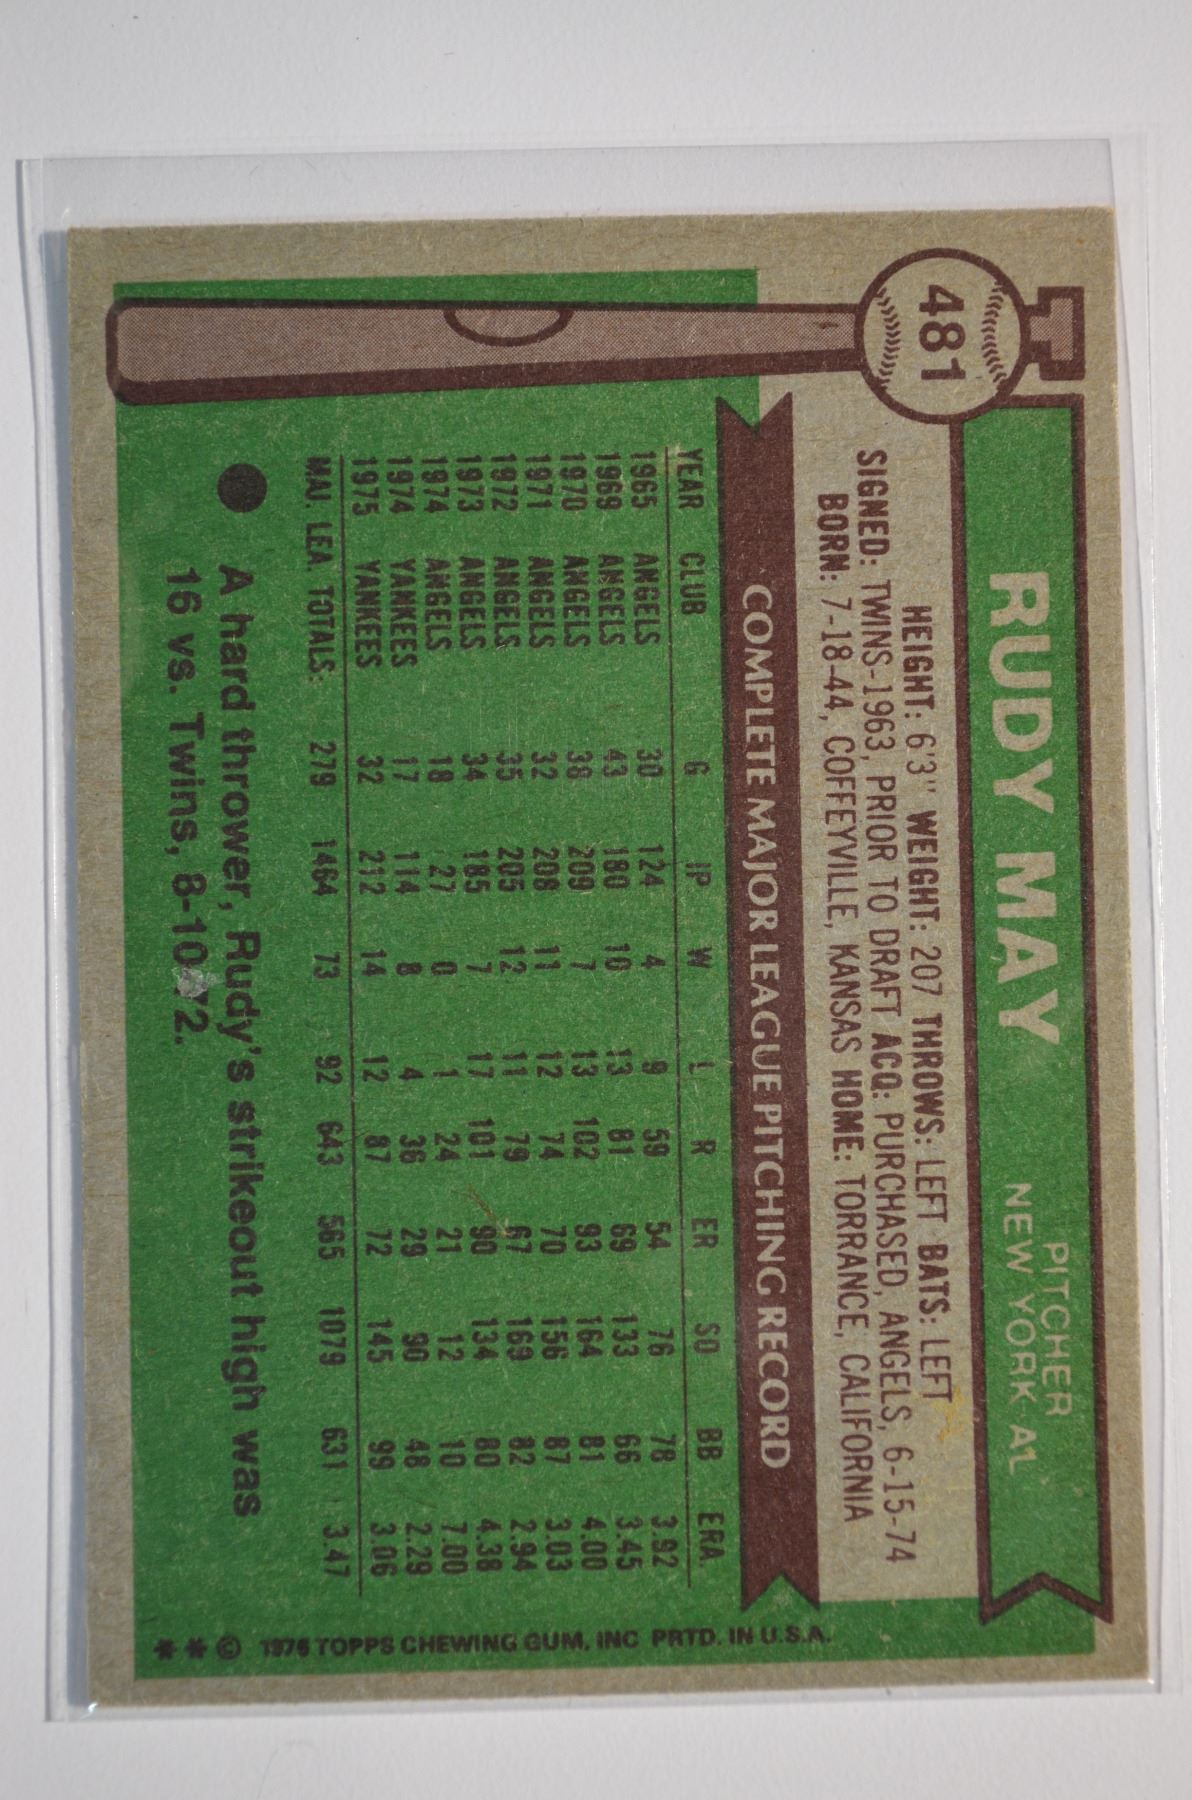 481
RUDY MAY
PITCHER
NEW YORK AL
HEIGHT: 6'3" WEIGHT: 207 THROWS: LEFT BATS: LEFT
SIGNED: TWINS-1963, PRIOR TO DRAFT ACQ: PURCHASED, ANGELS, 6-15-74
BORN: 7-18-44, COFFEYVILLE, KANSAS HOME: TORRANCE, CALIFORNIA
COMPLETE MAJOR LEAGUE PITCHING RECORD
YEAR CLUB G IP W L R ER SO BB ERA
1965 ANGELS 30 124 4 9 59 54 76 78 3.92
1969 ANGELS 43 180 10 13 81 69 133 66 3.45
1970 ANGELS 38 209 7 13 102 93 164 81 4.00
1971 ANGELS 32 208 11 12 74 70 156 87 3.03
1972 ANGELS 35 205 12 11 79 67 169 82 2.94
1973 ANGELS 34 185 7 17 101 90 134 80 4.38
1974 ANGELS 18 27 0 1 24 21 12 10 7.00
1974 YANKEES 17 114 8 4 36 29 90 48 2.29
1975 YANKEES 32 212 14 12 87 72 145 99 3.06
MAJ. LEA. TOTALS: 279 1464 73 92 643 565 1079 631 3.47
● A hard thrower, Rudy's strikeout high was
16 vs. Twins, 8-10-72.
** © 1976 TOPPS CHEWING GUM, INC PRTD. IN U.S.A.